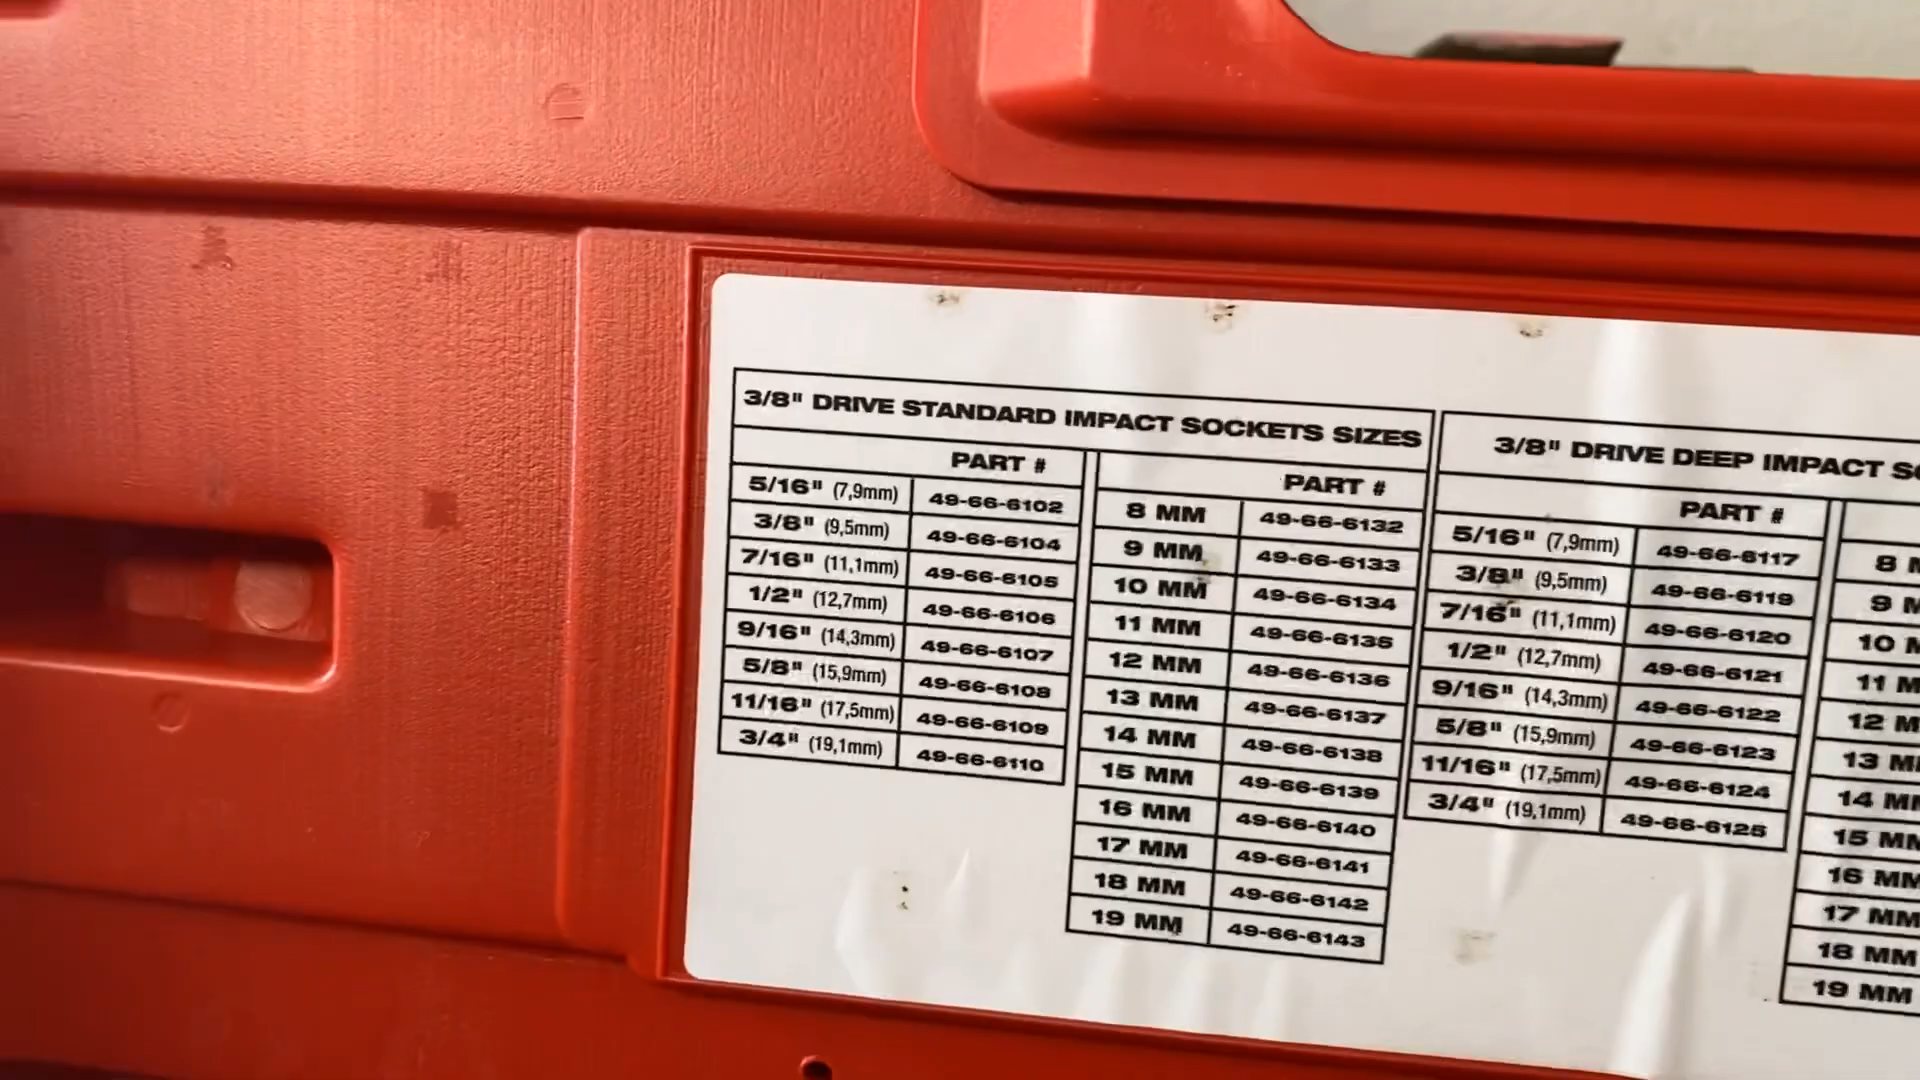 3/8" DRIVE STANDARD IMPACT SOCKETS SIZES
PART #
5/16" (7,9mm) 49-66-6102
3/8" (9,5mm) 49-66-6104
7/16" (11,1mm) 49-66-6105
1/2" (12,7mm) 49-66-6106
9/16" (14,3mm) 49-66-6107
5/8" (15,9mm) 49-66-6108
11/16" (17,5mm) 49-66-6109
3/4" (19,1mm) 49-66-6110
PART #
8 MM 49-66-6132
9 MM 49-66-6133
10 MM 49-66-6134
11 MM 49-66-6135
12 MM 49-66-6136
13 MM 49-66-6137
14 MM 49-66-6138
15 MM 49-66-6139
16 MM 49-66-6140
17 MM 49-66-6141
18 MM 49-66-6142
19 MM 49-66-6143
3/8" DRIVE DEEP IMPACT
PART #
5/16" (7,9mm) 49-66-6117
3/8" (9,5mm) 49-66-6119
7/16" (11,1mm) 49-66-6120
1/2" (12,7mm) 49-66-6121
9/16" (14,3mm) 49-66-6122
5/8" (15,9mm) 49-66-6123
11/16" (17,5mm) 49-66-6124
3/4" (19,1mm) 49-66-6125
8
9
10
11
12
13
14
15
16 MM
17 MM
18 MM
19 MM